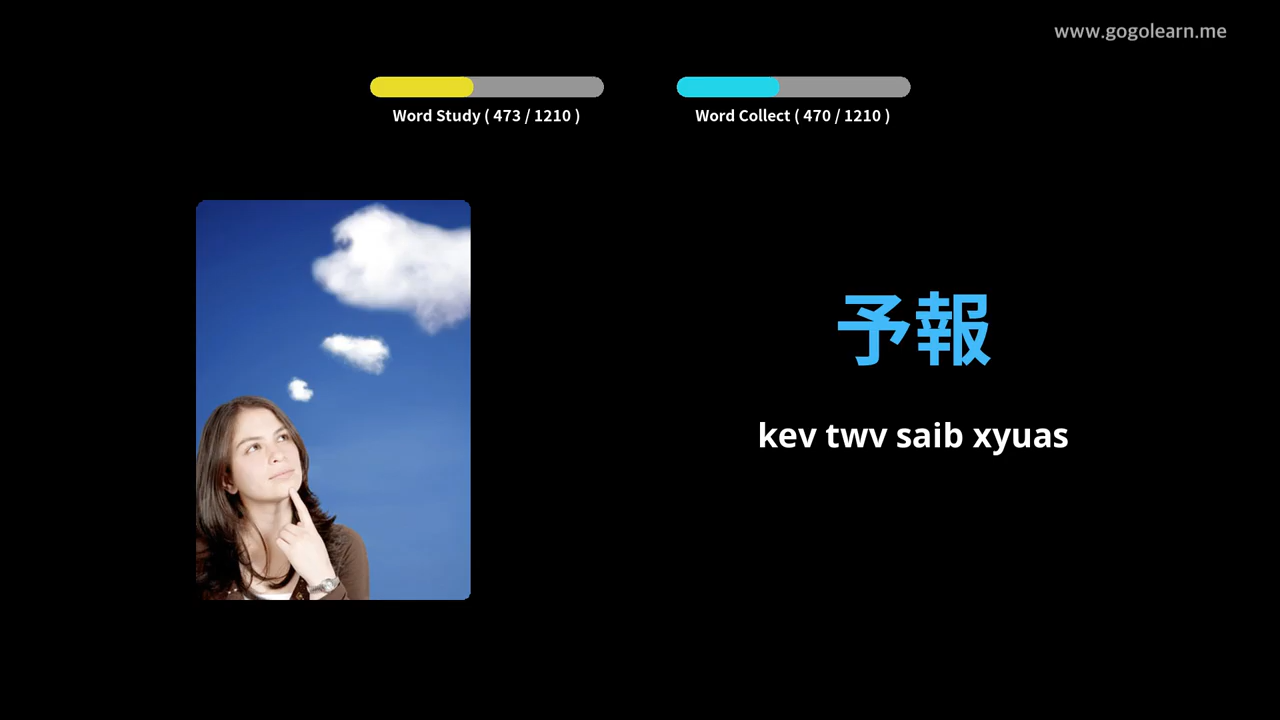 www.gogolearn.me
Word Study ( 473 / 1210 )
Word Collect ( 470 / 1210 )
予報
kev twv saib xyuas